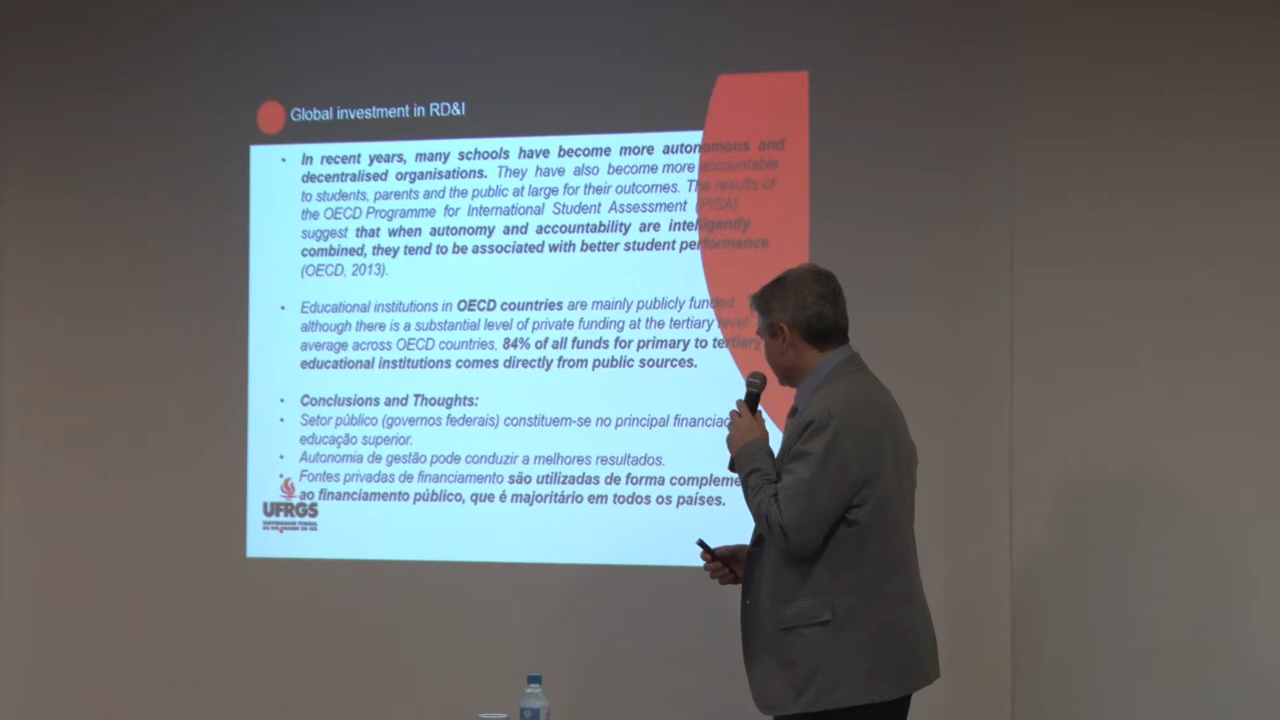 Global investment in RD&I
• In recent years, many schools have become more autonomous and
decentralised organisations. They have also become more accountable
to students, parents and the public at large for their outcomes. The results of
the OECD Programme for International Student Assessment (PISA)
suggest that when autonomy and accountability are intelligently
combined, they tend to be associated with better student performance
(OECD, 2013).
• Educational institutions in OECD countries are mainly publicly funded.
although there is a substantial level of private funding at the tertiary level
average across OECD countries, 84% of all funds for primary to tertiary
educational institutions comes directly from public sources.
• Conclusions and Thoughts:
• Setor público (governos federais) constituem-se no principal
educação superior.
• Autonomia de gestão pode conduzir a melhores resultados.
• Fontes privadas de financiamento são utilizadas de forma
ao financiamento público, que é majoritário em todos os países.
UFRGS
UNIVERSIDADE FEDERAL
DO RIO GRANDE DO SUL